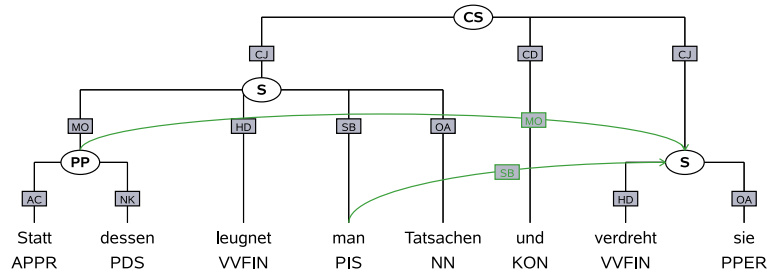 CS
CJ CD CJ
S
MO HD SB OA MO
PP S
AC NK SB HD OA
Statt dessen leugnet man Tatsachen und verdreht sie
APPR PDS VVFIN PIS NN KON VVFIN PPER